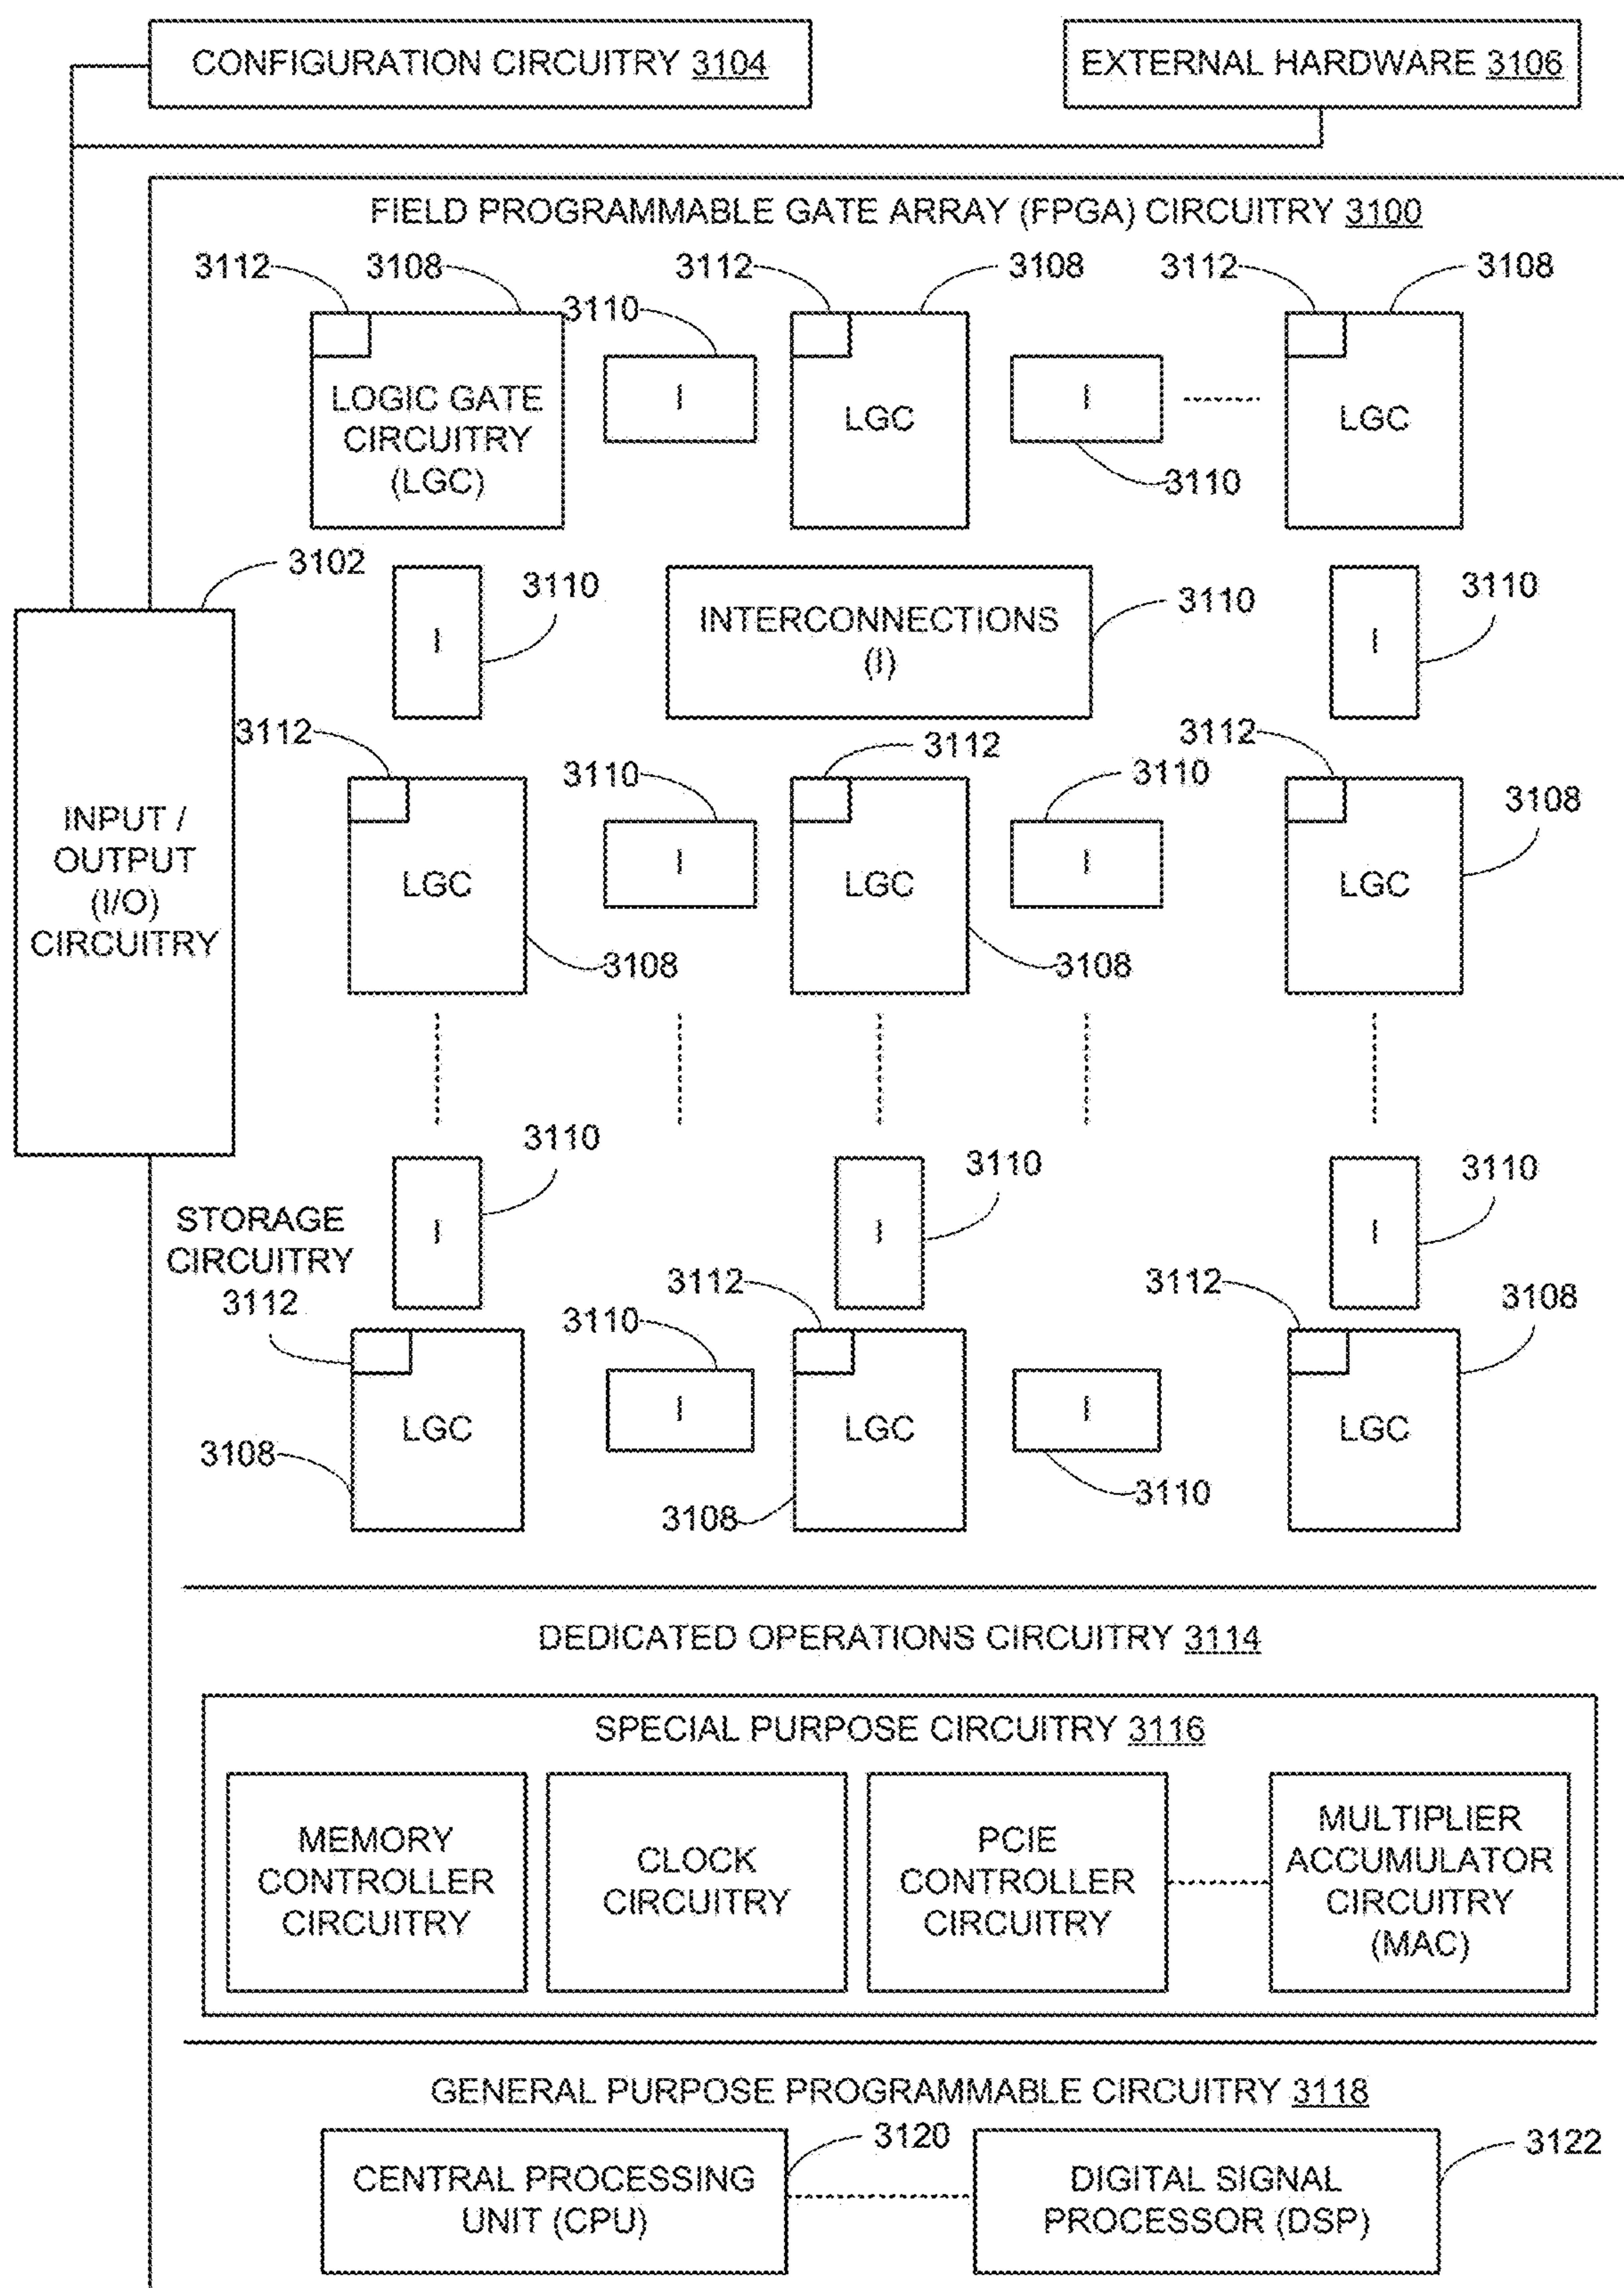 CONFIGURATION CIRCUITRY 3104
EXTERNAL HARDWARE 3106
FIELD PROGRAMMABLE GATE ARRAY (FPGA) CIRCUITRY 3100
3112
3108
3110
3112
3108
3112
3108
LOGIC GATE
CIRCUITRY
(LGC)
I
LGC
I
LGC
3110
3102
3110
3110
3110
I
INTERCONNECTIONS
(I)
I
3112
3112
3112
3110
3110
3108
INPUT /
OUTPUT
(I/O)
CIRCUITRY
LGC
I
LGC
I
LGC
3108
3108
3110
3110
3110
STORAGE
CIRCUITRY
3112
I
I
I
3112
3112
3108
3110
LGC
I
LGC
I
LGC
3108
3108
3110
DEDICATED OPERATIONS CIRCUITRY 3114
SPECIAL PURPOSE CIRCUITRY 3116
MEMORY
CONTROLLER
CIRCUITRY
CLOCK
CIRCUITRY
PCIE
CONTROLLER
CIRCUITRY
MULTIPLIER
ACCUMULATOR
CIRCUITRY
(MAC)
GENERAL PURPOSE PROGRAMMABLE CIRCUITRY 3118
3120
3122
CENTRAL PROCESSING
UNIT (CPU)
DIGITAL SIGNAL
PROCESSOR (DSP)